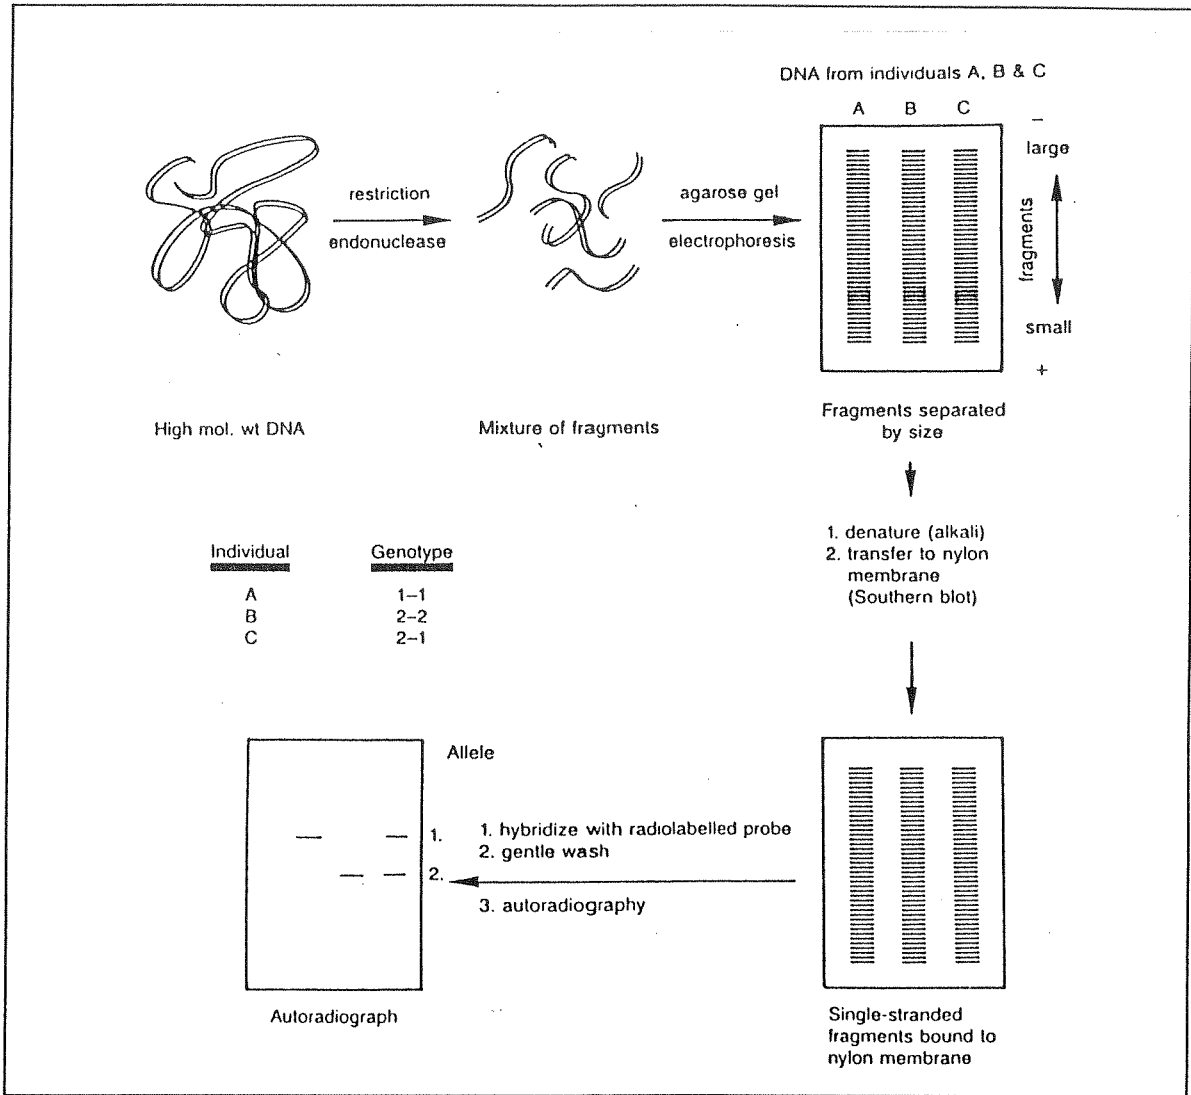 DNA from individuals A, B & C
A B C
−
large
fragments
small
+
restriction
endonuclease
agarose gel
electrophoresis
High mol. wt DNA
Mixture of fragments
Fragments separated
by size
1. denature (alkali)
2. transfer to nylon
membrane
(Southern blot)
Individual Genotype
A 1–1
B 2–2
C 2–1
Allele
1.
2.
1. hybridize with radiolabelled probe
2. gentle wash
3. autoradiography
Autoradiograph
Single-stranded
fragments bound to
nylon membrane